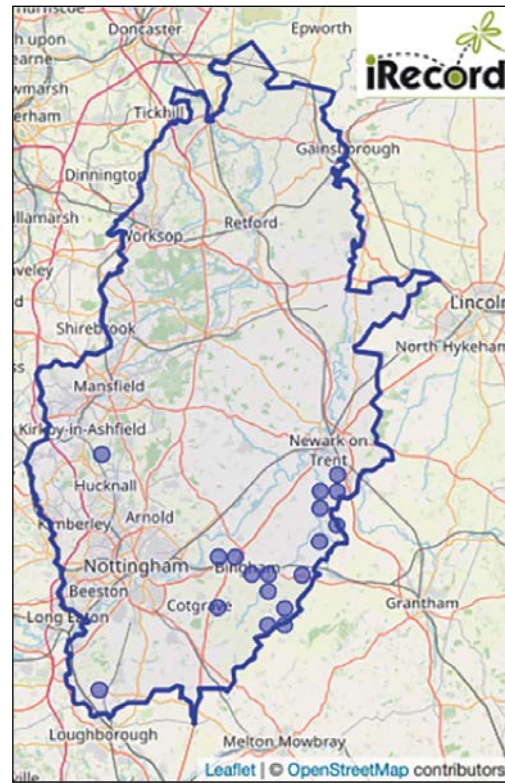 Epworth
Doncaster
iRecord
Tickhill
Gainsborough
Dinnington
Retford
Worksop
Lincoln
Shirebrook
North Hykeham
Mansfield
Kirkby-in-Ashfield
Newark on
Trent
Hucknall
Kimberley
Arnold
Nottingham
Bingham
Beeston
Cotgrave
Grantham
Long Eaton
Loughborough
Melton Mowbray
Leaflet | © OpenStreetMap contributors